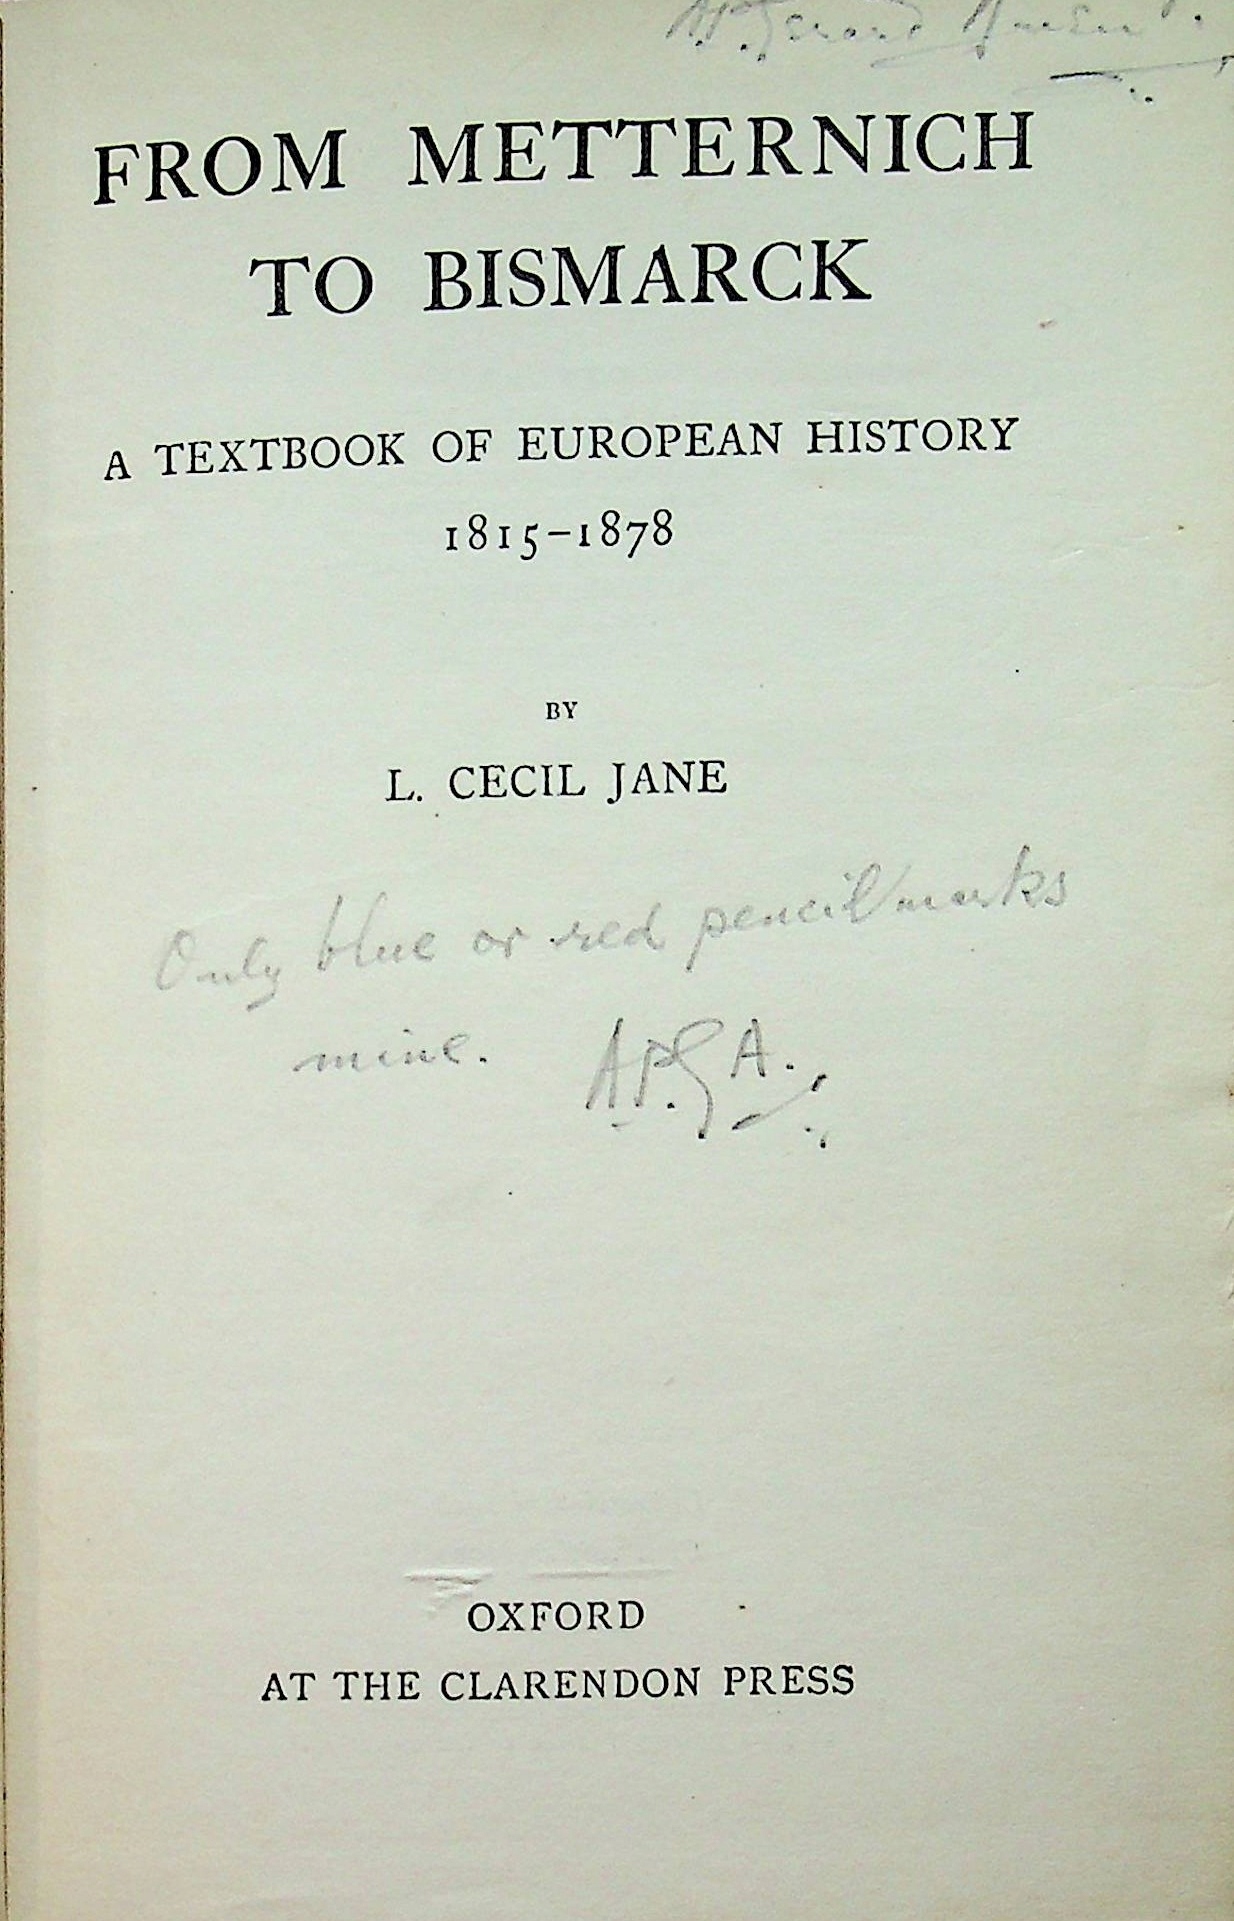 FROM METTERNICH
TO BISMARCK
A TEXTBOOK OF EUROPEAN HISTORY
1815–1878
BY
L. CECIL JANE
Only blue or red pencil marks
mine. APGA.
OXFORD
AT THE CLARENDON PRESS